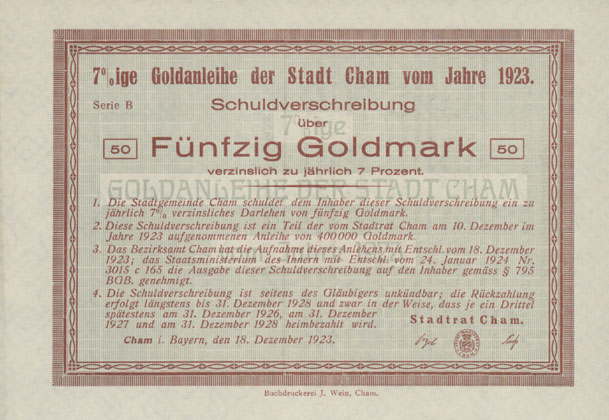 7%ige Goldanleihe der Stadt Cham vom Jahre 1923.
Serie B
Schuldverschreibung
über
7%ige
50 Fünfzig Goldmark 50
verzinslich zu jährlich 7 Prozent.
GOLDANLEIHE DER STADT CHAM
1. Die Stadtgemeinde Cham schuldet dem Inhaber dieser Schuldverschreibung ein zu
jährlich 7% verzinsliches Darlehen von fünfzig Goldmark.
2. Diese Schuldverschreibung ist ein Teil der vom Stadtrat Cham am 10. Dezember im
Jahre 1923 aufgenommenen Anleihe von 400000 Goldmark.
3. Das Bezirksamt Cham hat die Aufnahme dieses Anlehens mit Entschl. vom 18. Dezember
1923; das Staatsministerium des Innern mit Entschl. vom 24. Januar 1924 Nr.
3015 c 165 die Ausgabe dieser Schuldverschreibung auf den Inhaber gemäss § 795
BGB. genehmigt.
4. Die Schuldverschreibung ist seitens des Gläubigers unkündbar; die Rückzahlung
erfolgt längstens bis 31. Dezember 1928 und zwar in der Weise, dass je ein Drittel
spätestens am 31. Dezember 1926, am 31. Dezember
1927 und am 31. Dezember 1928 heimbezahlt wird.
Stadtrat Cham.
Cham i. Bayern, den 18. Dezember 1923.
Buchdruckerei J. Wein, Cham.